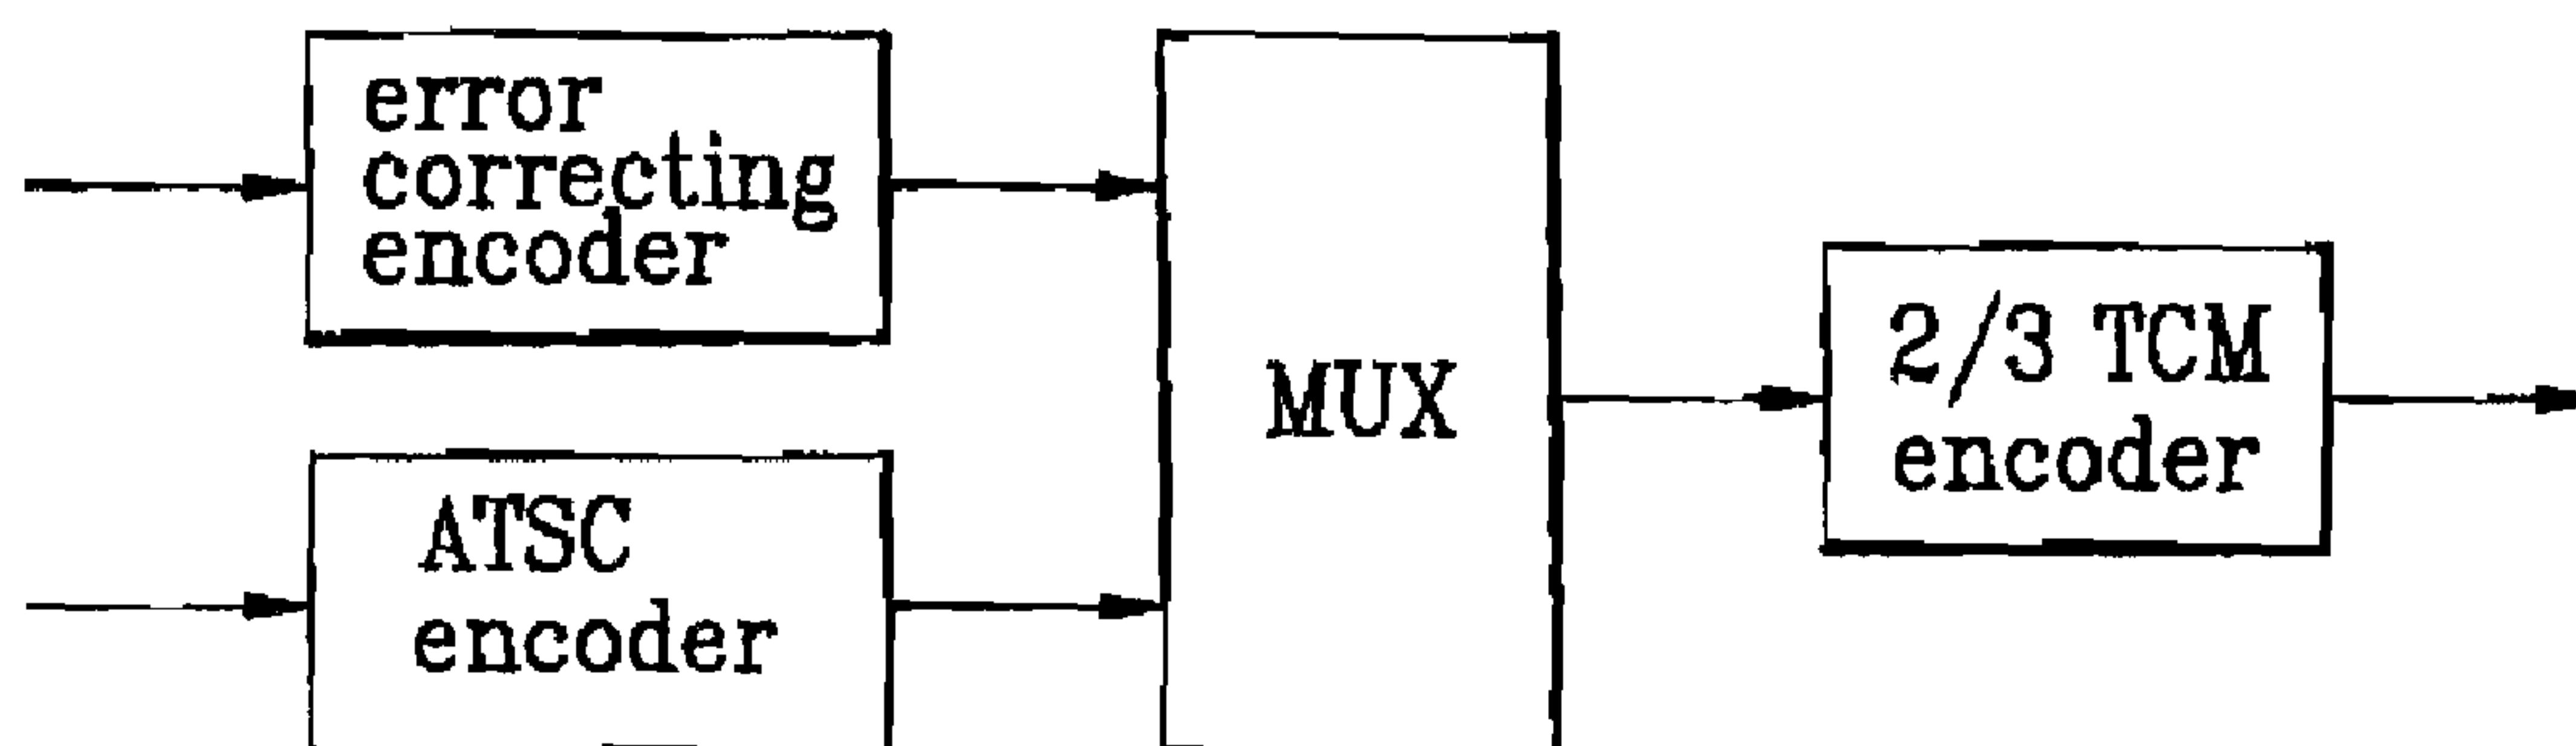 error
correcting
encoder
ATSC
encoder
MUX
2/3 TCM
encoder